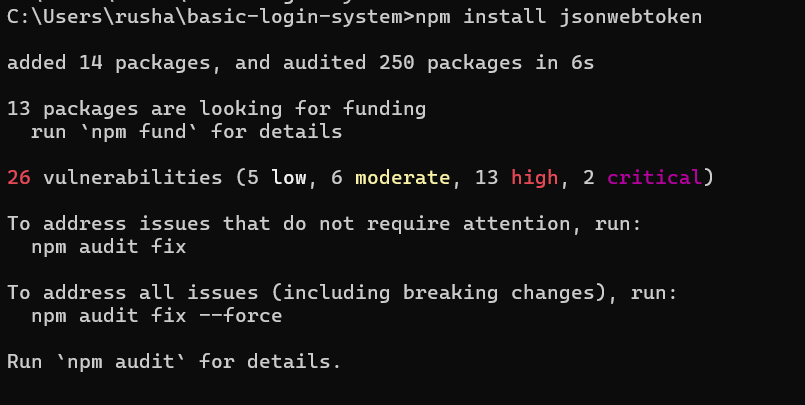 C:\Users\rusha\basic-login-system>npm install jsonwebtoken
added 14 packages, and audited 250 packages in 6s
13 packages are looking for funding
  run `npm fund` for details
26 vulnerabilities (5 low, 6 moderate, 13 high, 2 critical)
To address issues that do not require attention, run:
  npm audit fix
To address all issues (including breaking changes), run:
  npm audit fix --force
Run `npm audit` for details.